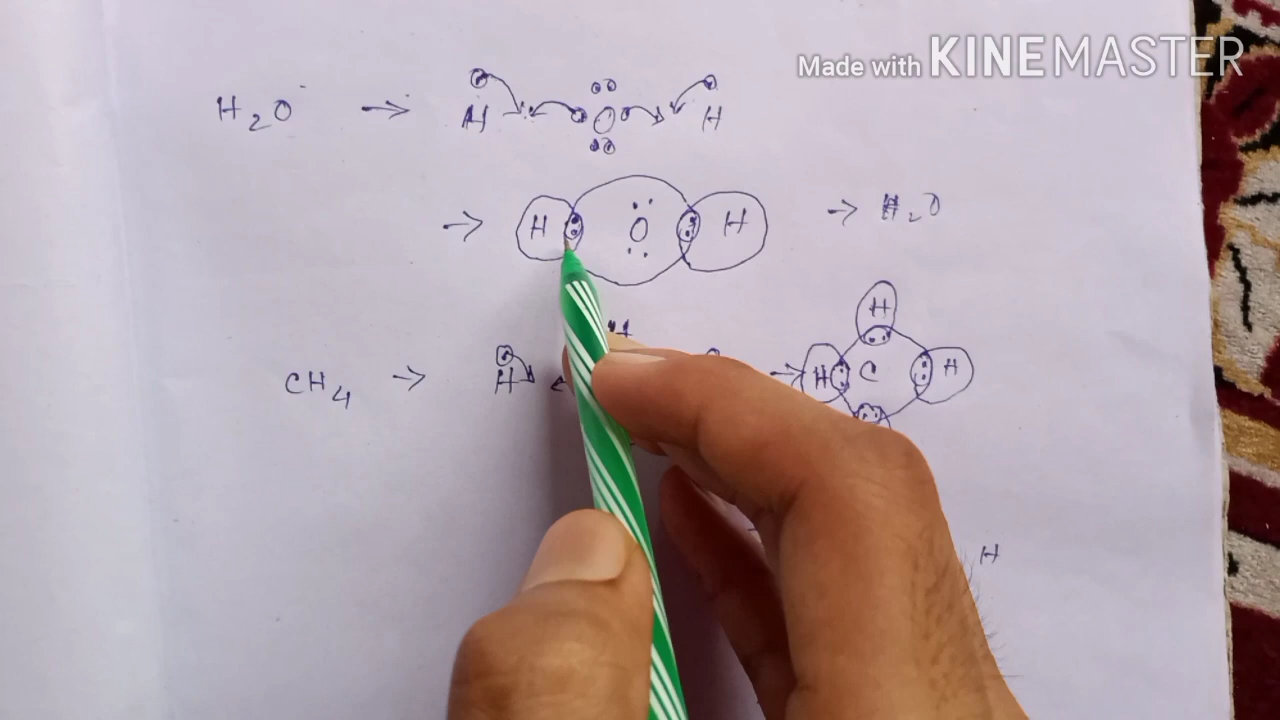 Made with KINEMASTER
H₂O → H O H
→ H O H → H₂O
H
H
CH₄ → H → H C H
H